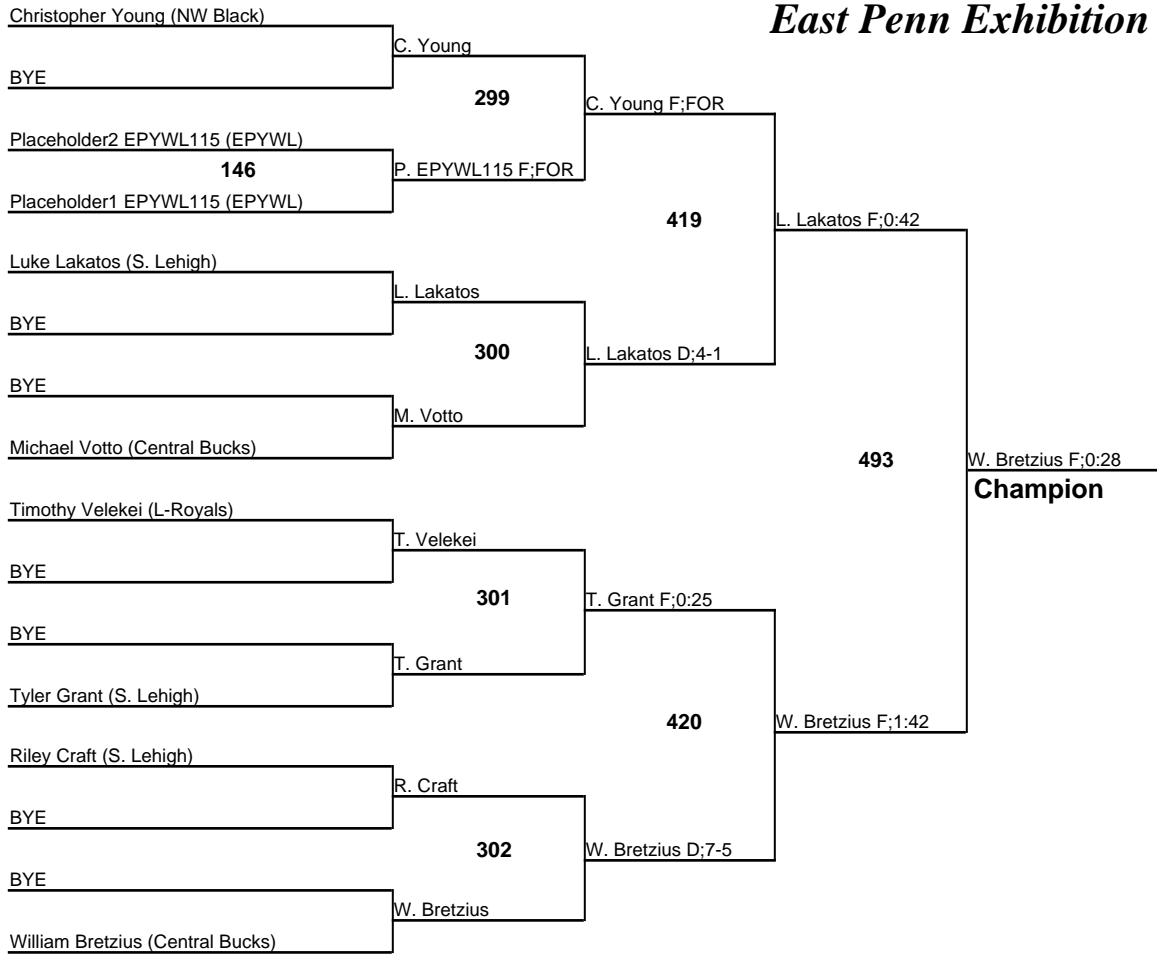 East Penn Exhibition
Christopher Young (NW Black)
C. Young
BYE
299
C. Young F;FOR
Placeholder2 EPYWL115 (EPYWL)
146
P. EPYWL115 F;FOR
Placeholder1 EPYWL115 (EPYWL)
419
L. Lakatos F;0:42
Luke Lakatos (S. Lehigh)
L. Lakatos
BYE
300
L. Lakatos D;4-1
BYE
M. Votto
Michael Votto (Central Bucks)
493
W. Bretzius F;0:28
Champion
Timothy Velekei (L-Royals)
T. Velekei
BYE
301
T. Grant F;0:25
BYE
T. Grant
Tyler Grant (S. Lehigh)
420
W. Bretzius F;1:42
Riley Craft (S. Lehigh)
R. Craft
BYE
302
W. Bretzius D;7-5
BYE
W. Bretzius
William Bretzius (Central Bucks)